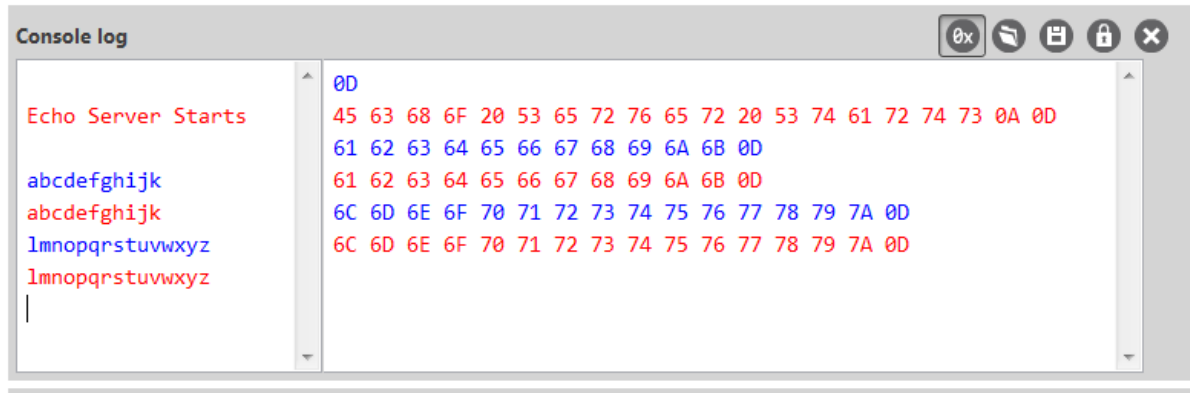 Console log
0x
Echo Server Starts
abcdefghijk
abcdefghijk
lmnopqrstuvwxyz
lmnopqrstuvwxyz
0D
45 63 68 6F 20 53 65 72 76 65 72 20 53 74 61 72 74 73 0A 0D
61 62 63 64 65 66 67 68 69 6A 6B 0D
61 62 63 64 65 66 67 68 69 6A 6B 0D
6C 6D 6E 6F 70 71 72 73 74 75 76 77 78 79 7A 0D
6C 6D 6E 6F 70 71 72 73 74 75 76 77 78 79 7A 0D